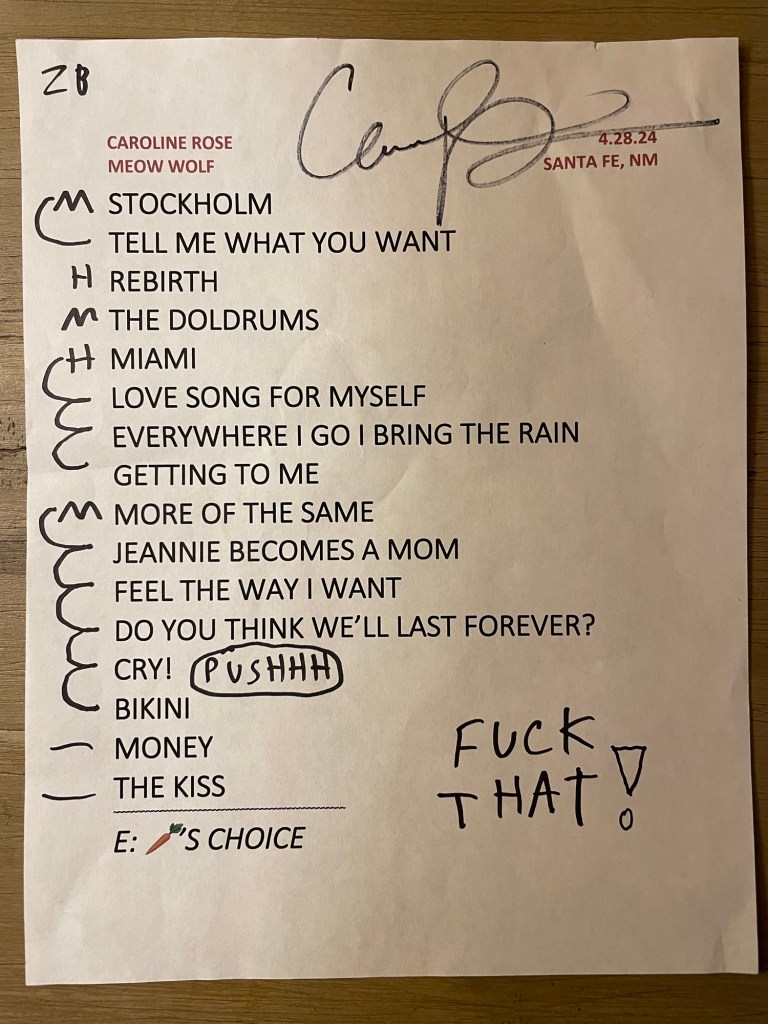 ZB
CAROLINE ROSE
4.28.24
MEOW WOLF
SANTA FE, NM
M STOCKHOLM
TELL ME WHAT YOU WANT
H REBIRTH
M THE DOLDRUMS
H MIAMI
LOVE SONG FOR MYSELF
EVERYWHERE I GO I BRING THE RAIN
GETTING TO ME
M MORE OF THE SAME
JEANNIE BECOMES A MOM
FEEL THE WAY I WANT
DO YOU THINK WE'LL LAST FOREVER?
CRY! PUSHHH
BIKINI
MONEY
THE KISS
FUCK
THAT!
E: 🥕'S CHOICE